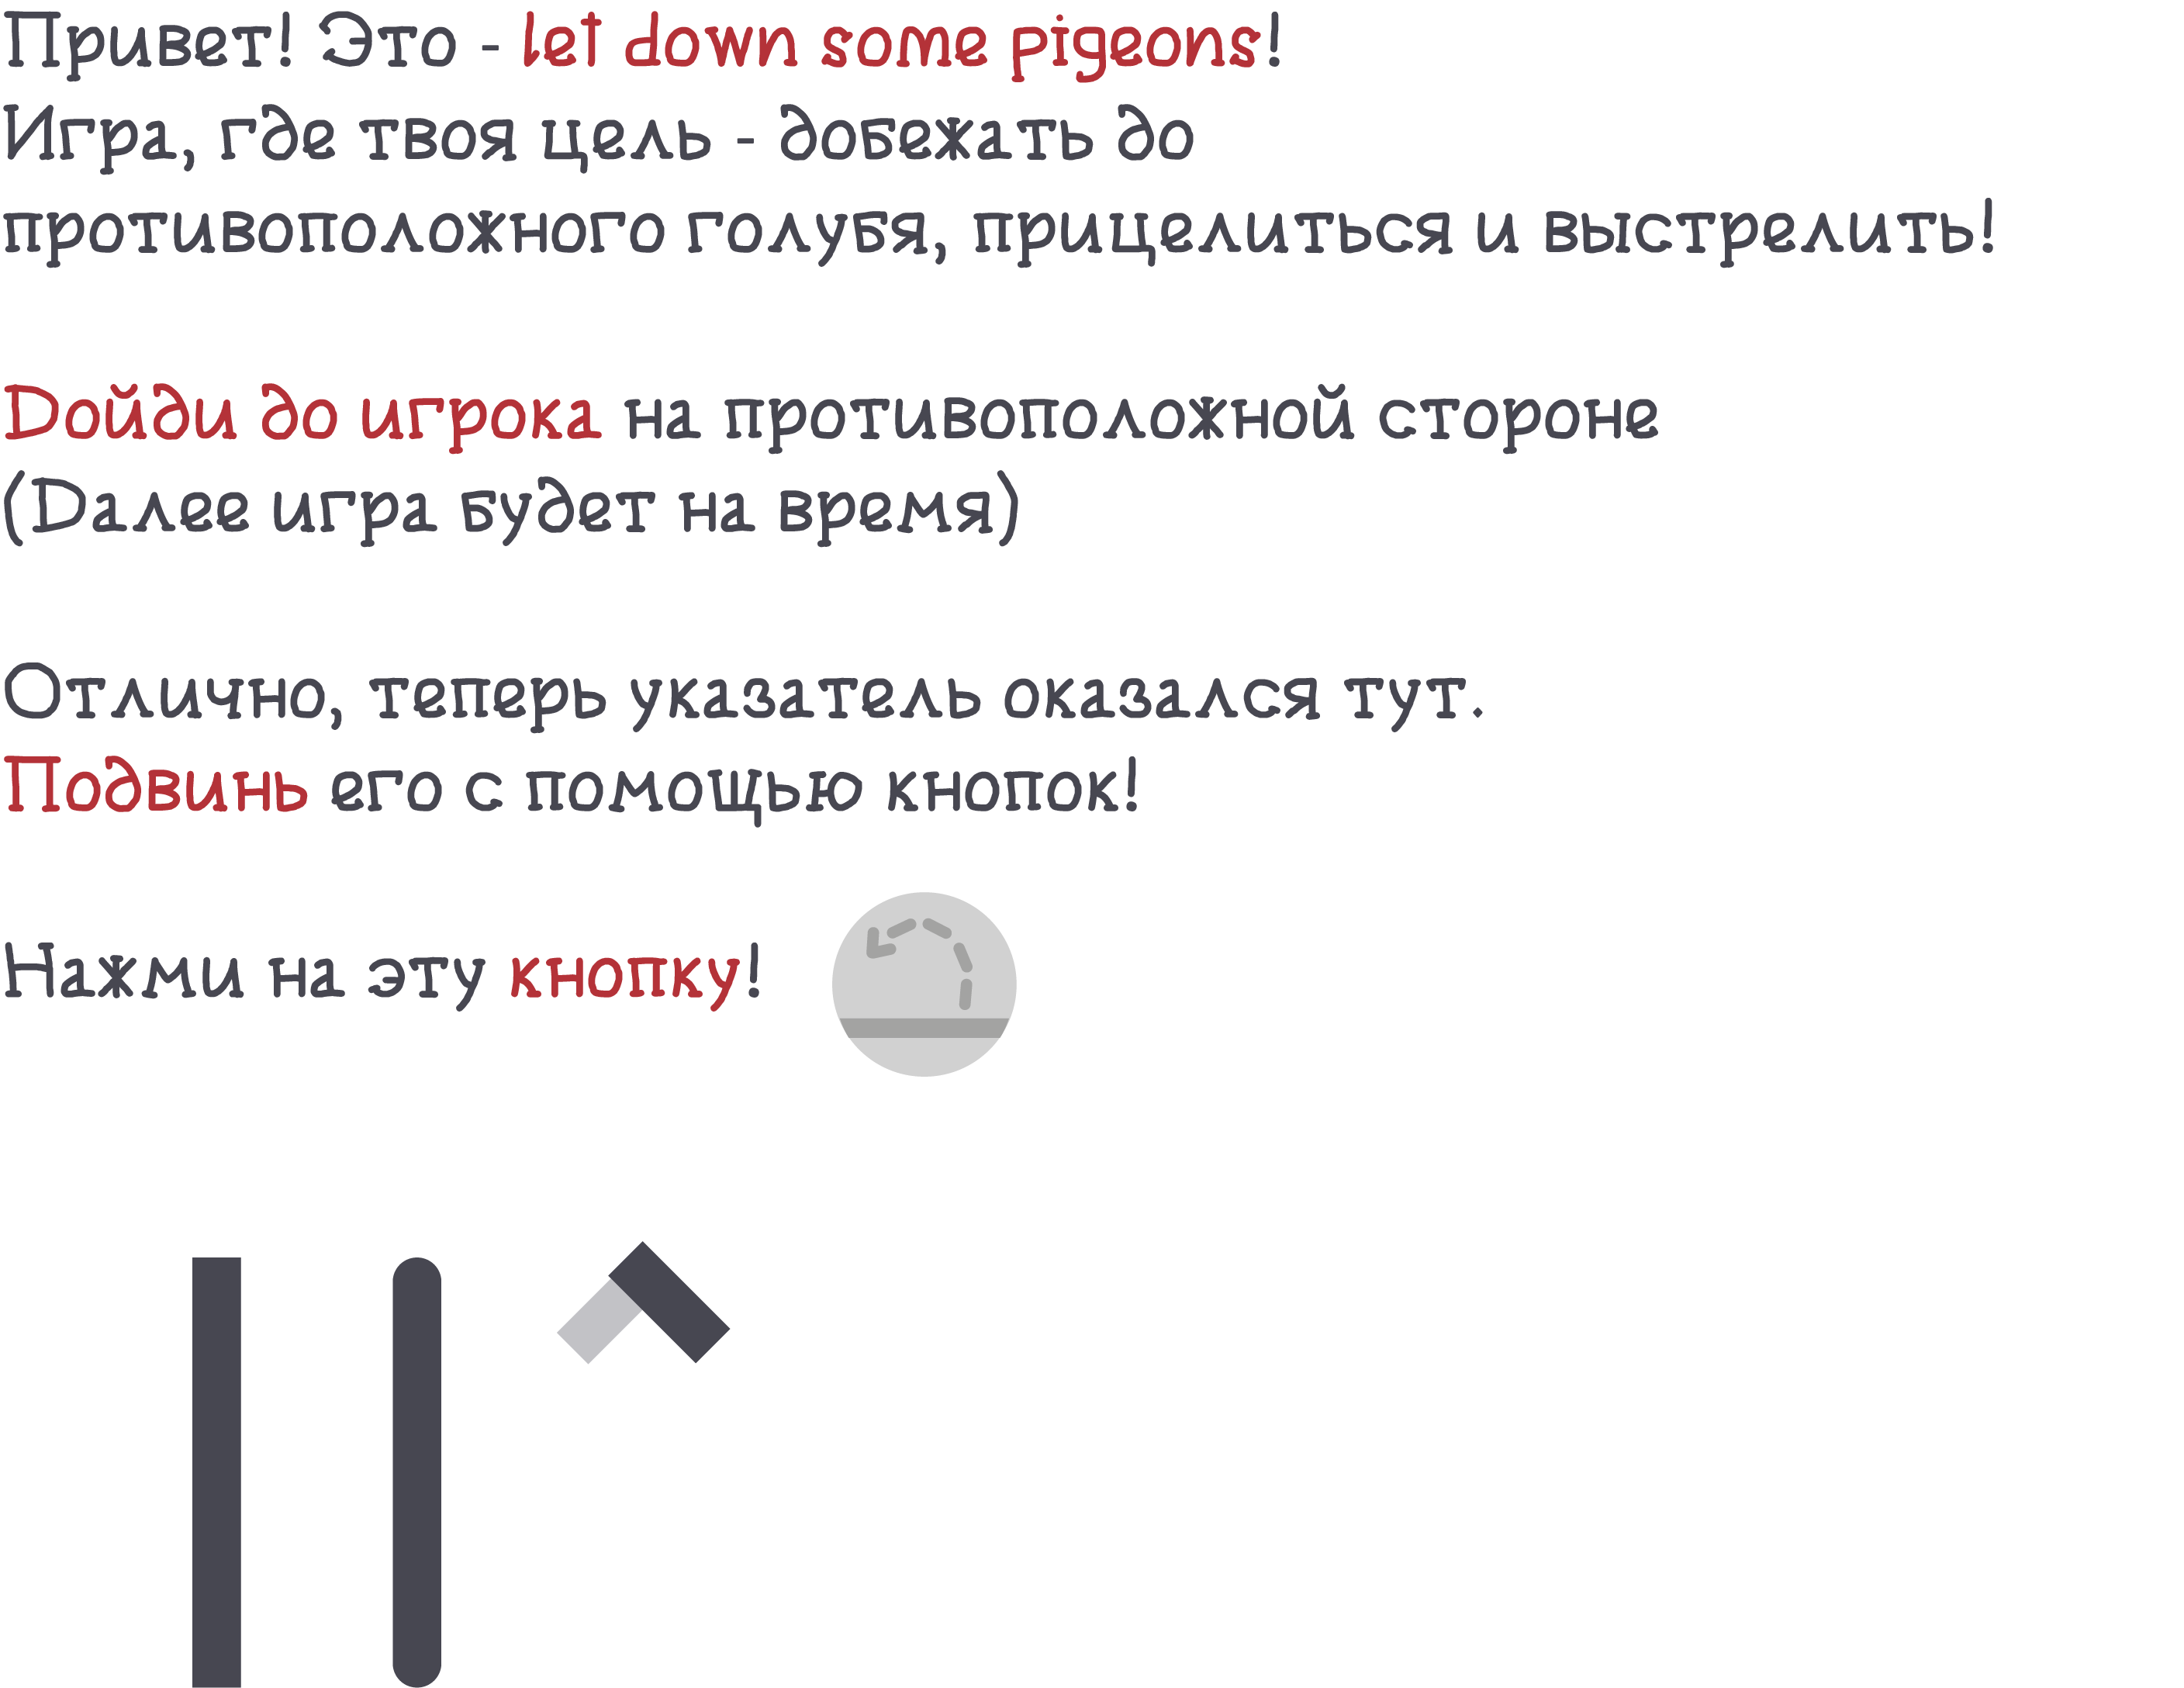 Привет! Это - let down some pigeons!
Игра, где твоя цель - добежать до
противоположного голубя, прицелиться и выстрелить!
Дойди до игрока на противоположной стороне
(Далее игра будет на время)
Отлично, теперь указатель оказался тут.
Подвинь его с помощью кнопок!
Нажми на эту кнопку!